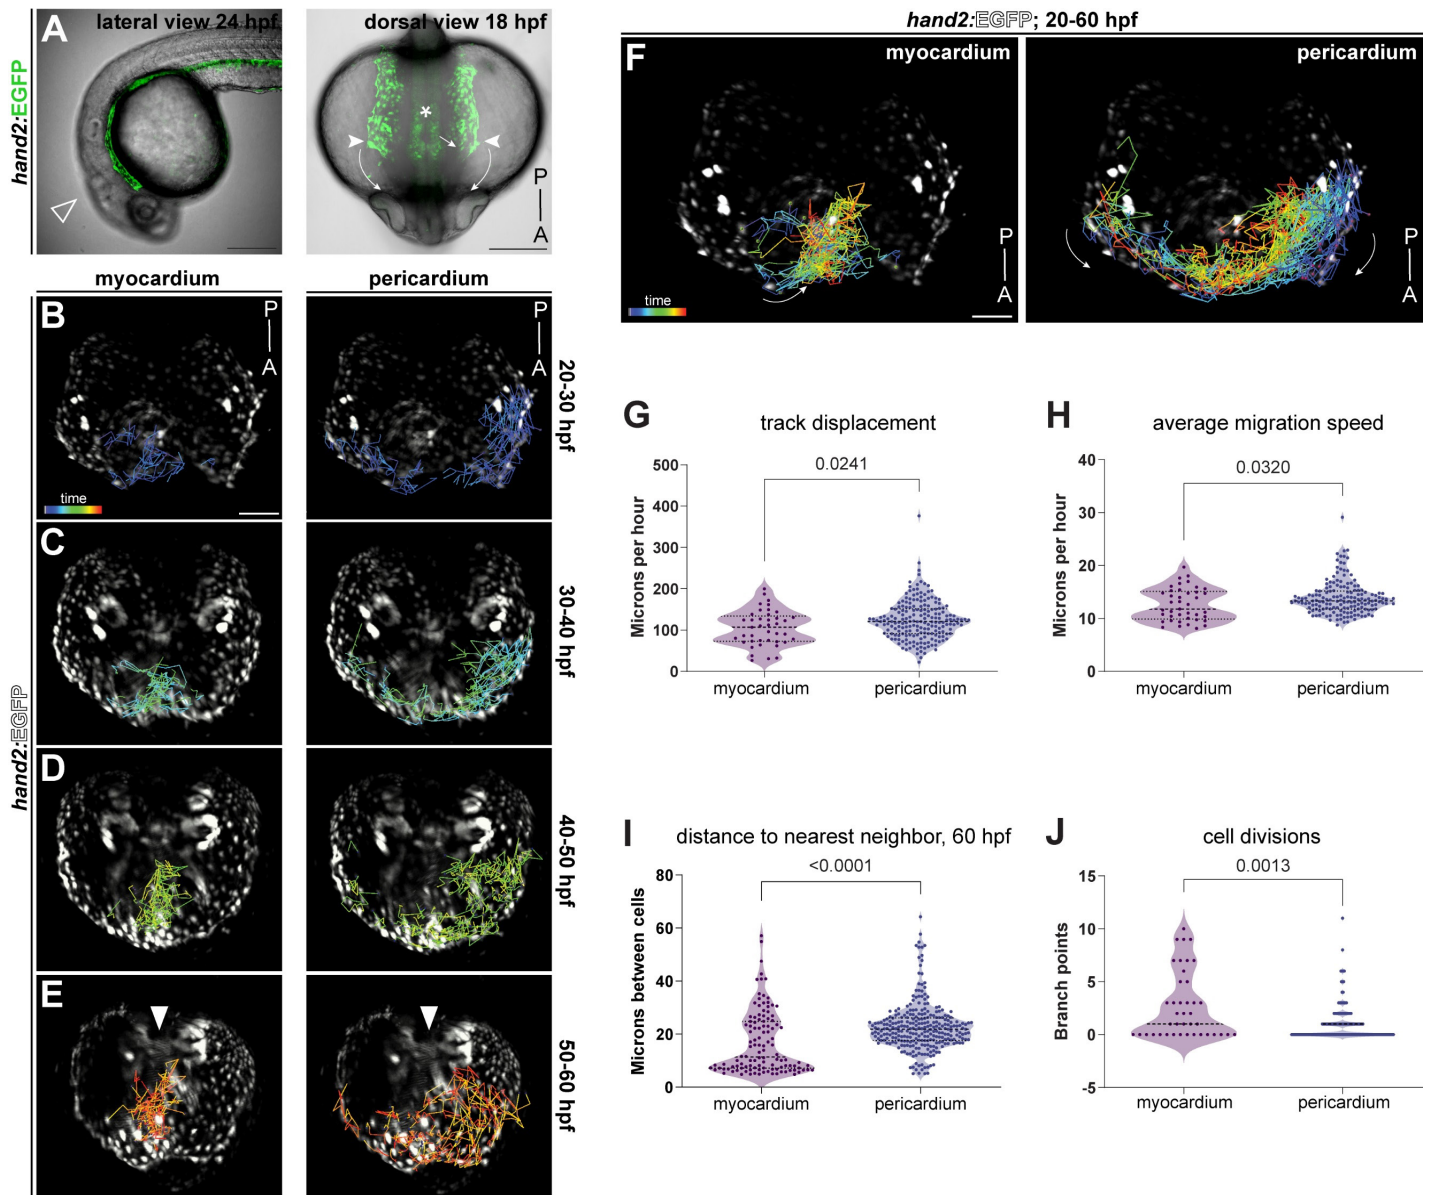 A
lateral view 24 hpf
dorsal view 18 hpf
hand2:EGFP
*
P
A
myocardium
pericardium
B
P
A
P
A
time
20-30 hpf
C
30-40 hpf
D
40-50 hpf
E
50-60 hpf
hand2:EGFP
hand2:EGFP; 20-60 hpf
F
myocardium
pericardium
P
A
P
A
time
G
track displacement
0.0241
Microns per hour
500
400
300
200
100
0
myocardium
pericardium
H
average migration speed
0.0320
Microns per hour
40
30
20
10
0
myocardium
pericardium
I
distance to nearest neighbor, 60 hpf
<0.0001
Microns between cells
80
60
40
20
0
myocardium
pericardium
J
cell divisions
0.0013
Branch points
15
10
5
0
-5
myocardium
pericardium